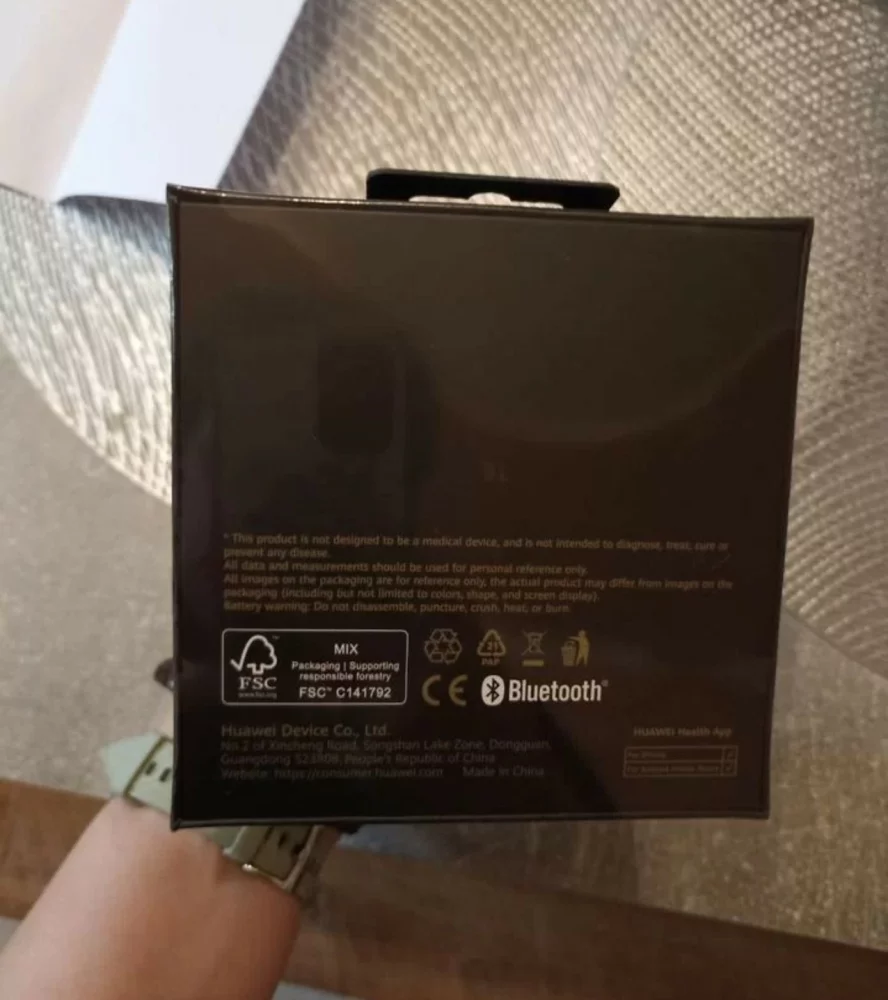 * This product is not designed to be a medical device, and is not intended to diagnose, treat, cure or
prevent any disease.
All data and measurements should be used for personal reference only.
All images on the packaging are for reference only, the actual product may differ from images on the
packaging (including but not limited to colors, shape, and screen display).
Battery warning: Do not disassemble, puncture, crush, heat, or burn.
FSC™
www.fsc.org
MIX
Packaging | Supporting
responsible forestry
FSC™ C141792
21
PAP
CE
Bluetooth®
Huawei Device Co., Ltd.
No.2 of Xincheng Road, Songshan Lake Zone, Dongguan,
Guangdong 523808, People's Republic of China
Website: https://consumer.huawei.com Made in China
HUAWEI Health App